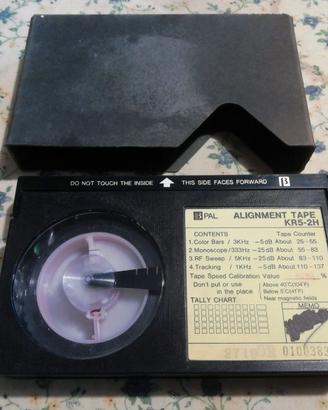 DO NOT TOUCH THE INSIDE THIS SIDE FACES FORWARD
PAL ALIGNMENT TAPE
KR5-2H
CONTENTS Tape Counter
1.Color Bars / 3KHz -5dB About 25-55
2.Monoscope/333Hz -25dB About 55-83
3.RF Sweep / 5KHz -25dB About 83-110
4.Tracking / 1KHz -5dB About 110-137
Tape Speed Calibration Value
Don't put or use in the place
Above 40℃(104℉)
Below 5℃(41℉)
Near magnetic fields
TALLY CHART MEMO